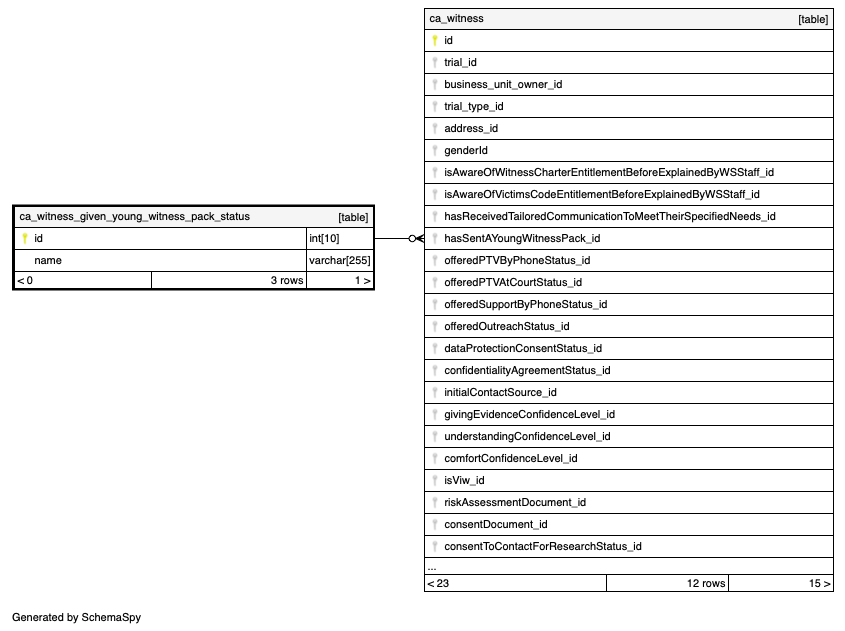 ca_witness [table]
id
trial_id
business_unit_owner_id
trial_type_id
address_id
genderId
isAwareOfWitnessCharterEntitlementBeforeExplainedByWSStaff_id
isAwareOfVictimsCodeEntitlementBeforeExplainedByWSStaff_id
hasReceivedTailoredCommunicationToMeetTheirSpecifiedNeeds_id
hasSentAYoungWitnessPack_id
offeredPTVByPhoneStatus_id
offeredPTVAtCourtStatus_id
offeredSupportByPhoneStatus_id
offeredOutreachStatus_id
dataProtectionConsentStatus_id
confidentialityAgreementStatus_id
initialContactSource_id
givingEvidenceConfidenceLevel_id
understandingConfidenceLevel_id
comfortConfidenceLevel_id
isViw_id
riskAssessmentDocument_id
consentDocument_id
consentToContactForResearchStatus_id
...
< 23 12 rows 15 >
ca_witness_given_young_witness_pack_status [table]
id int[10]
name varchar[255]
< 0 3 rows 1 >
Generated by SchemaSpy